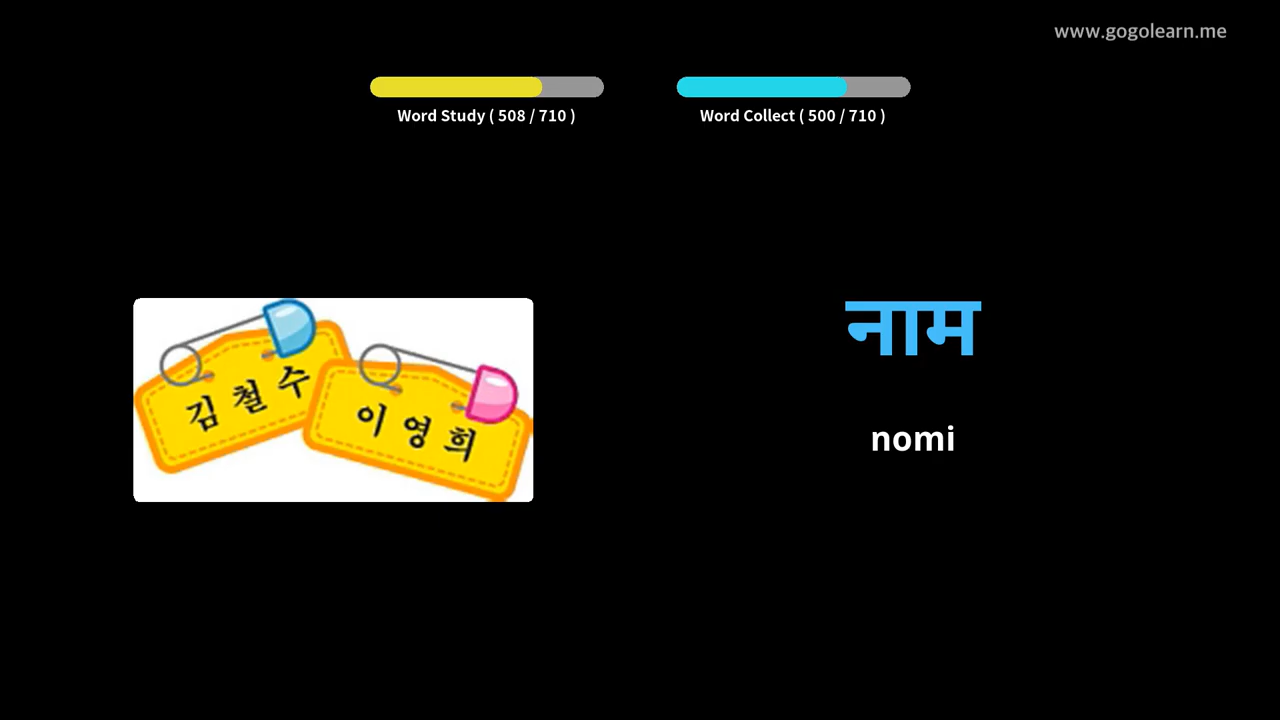 www.gogolearn.me
Word Study ( 508 / 710 )
Word Collect ( 500 / 710 )
김철수
이영희
नाम
nomi